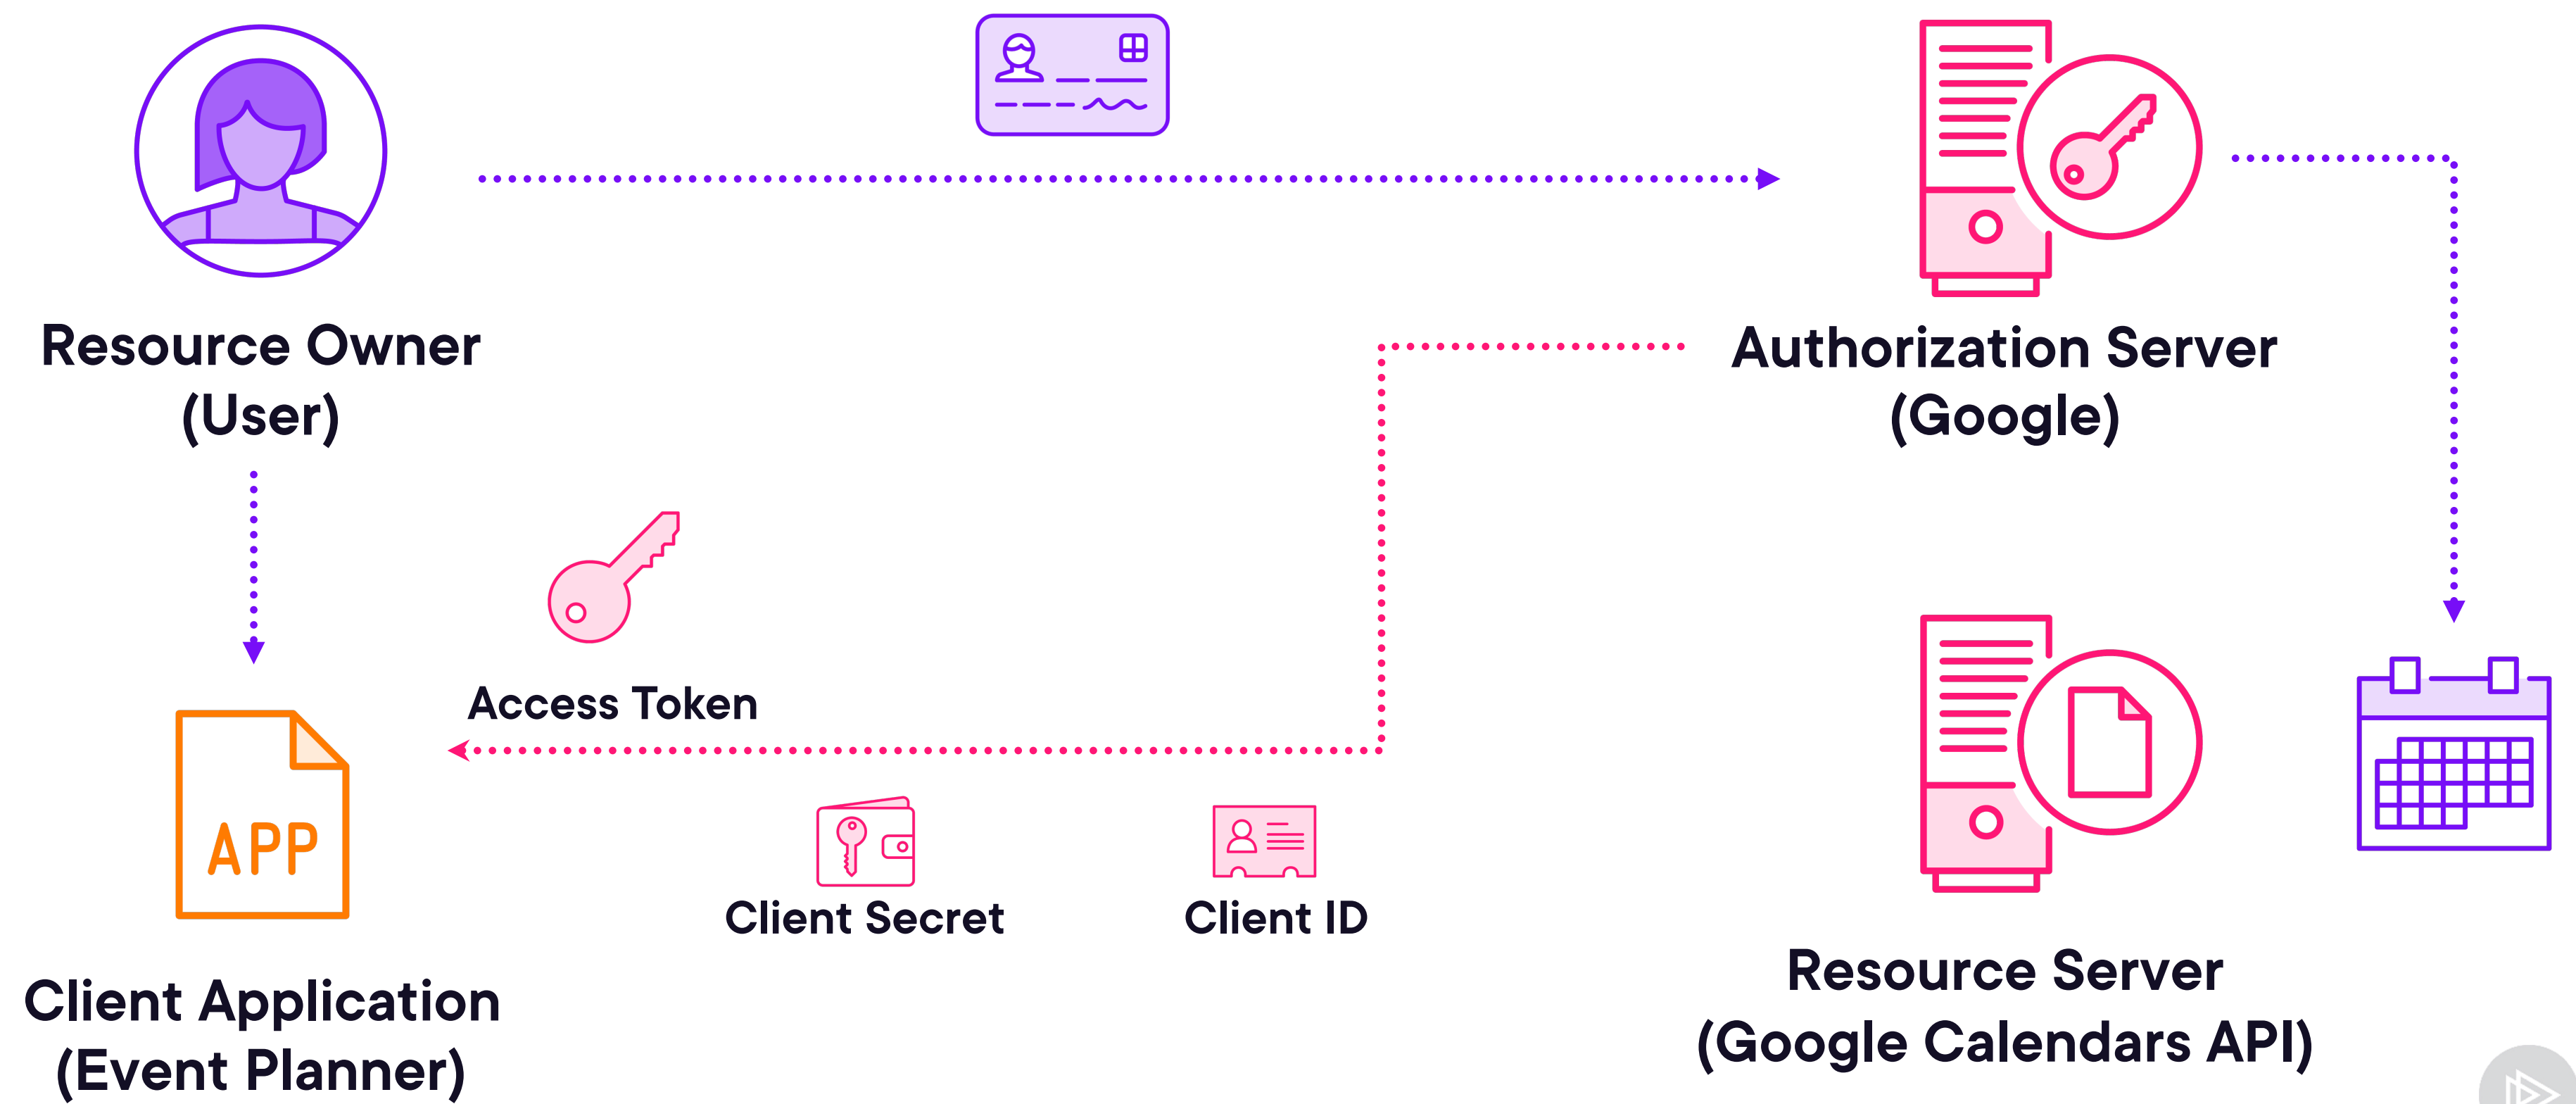 Resource Owner
(User)
Authorization Server
(Google)
Access Token
APP
Client Secret
Client ID
Client Application
(Event Planner)
Resource Server
(Google Calendars API)